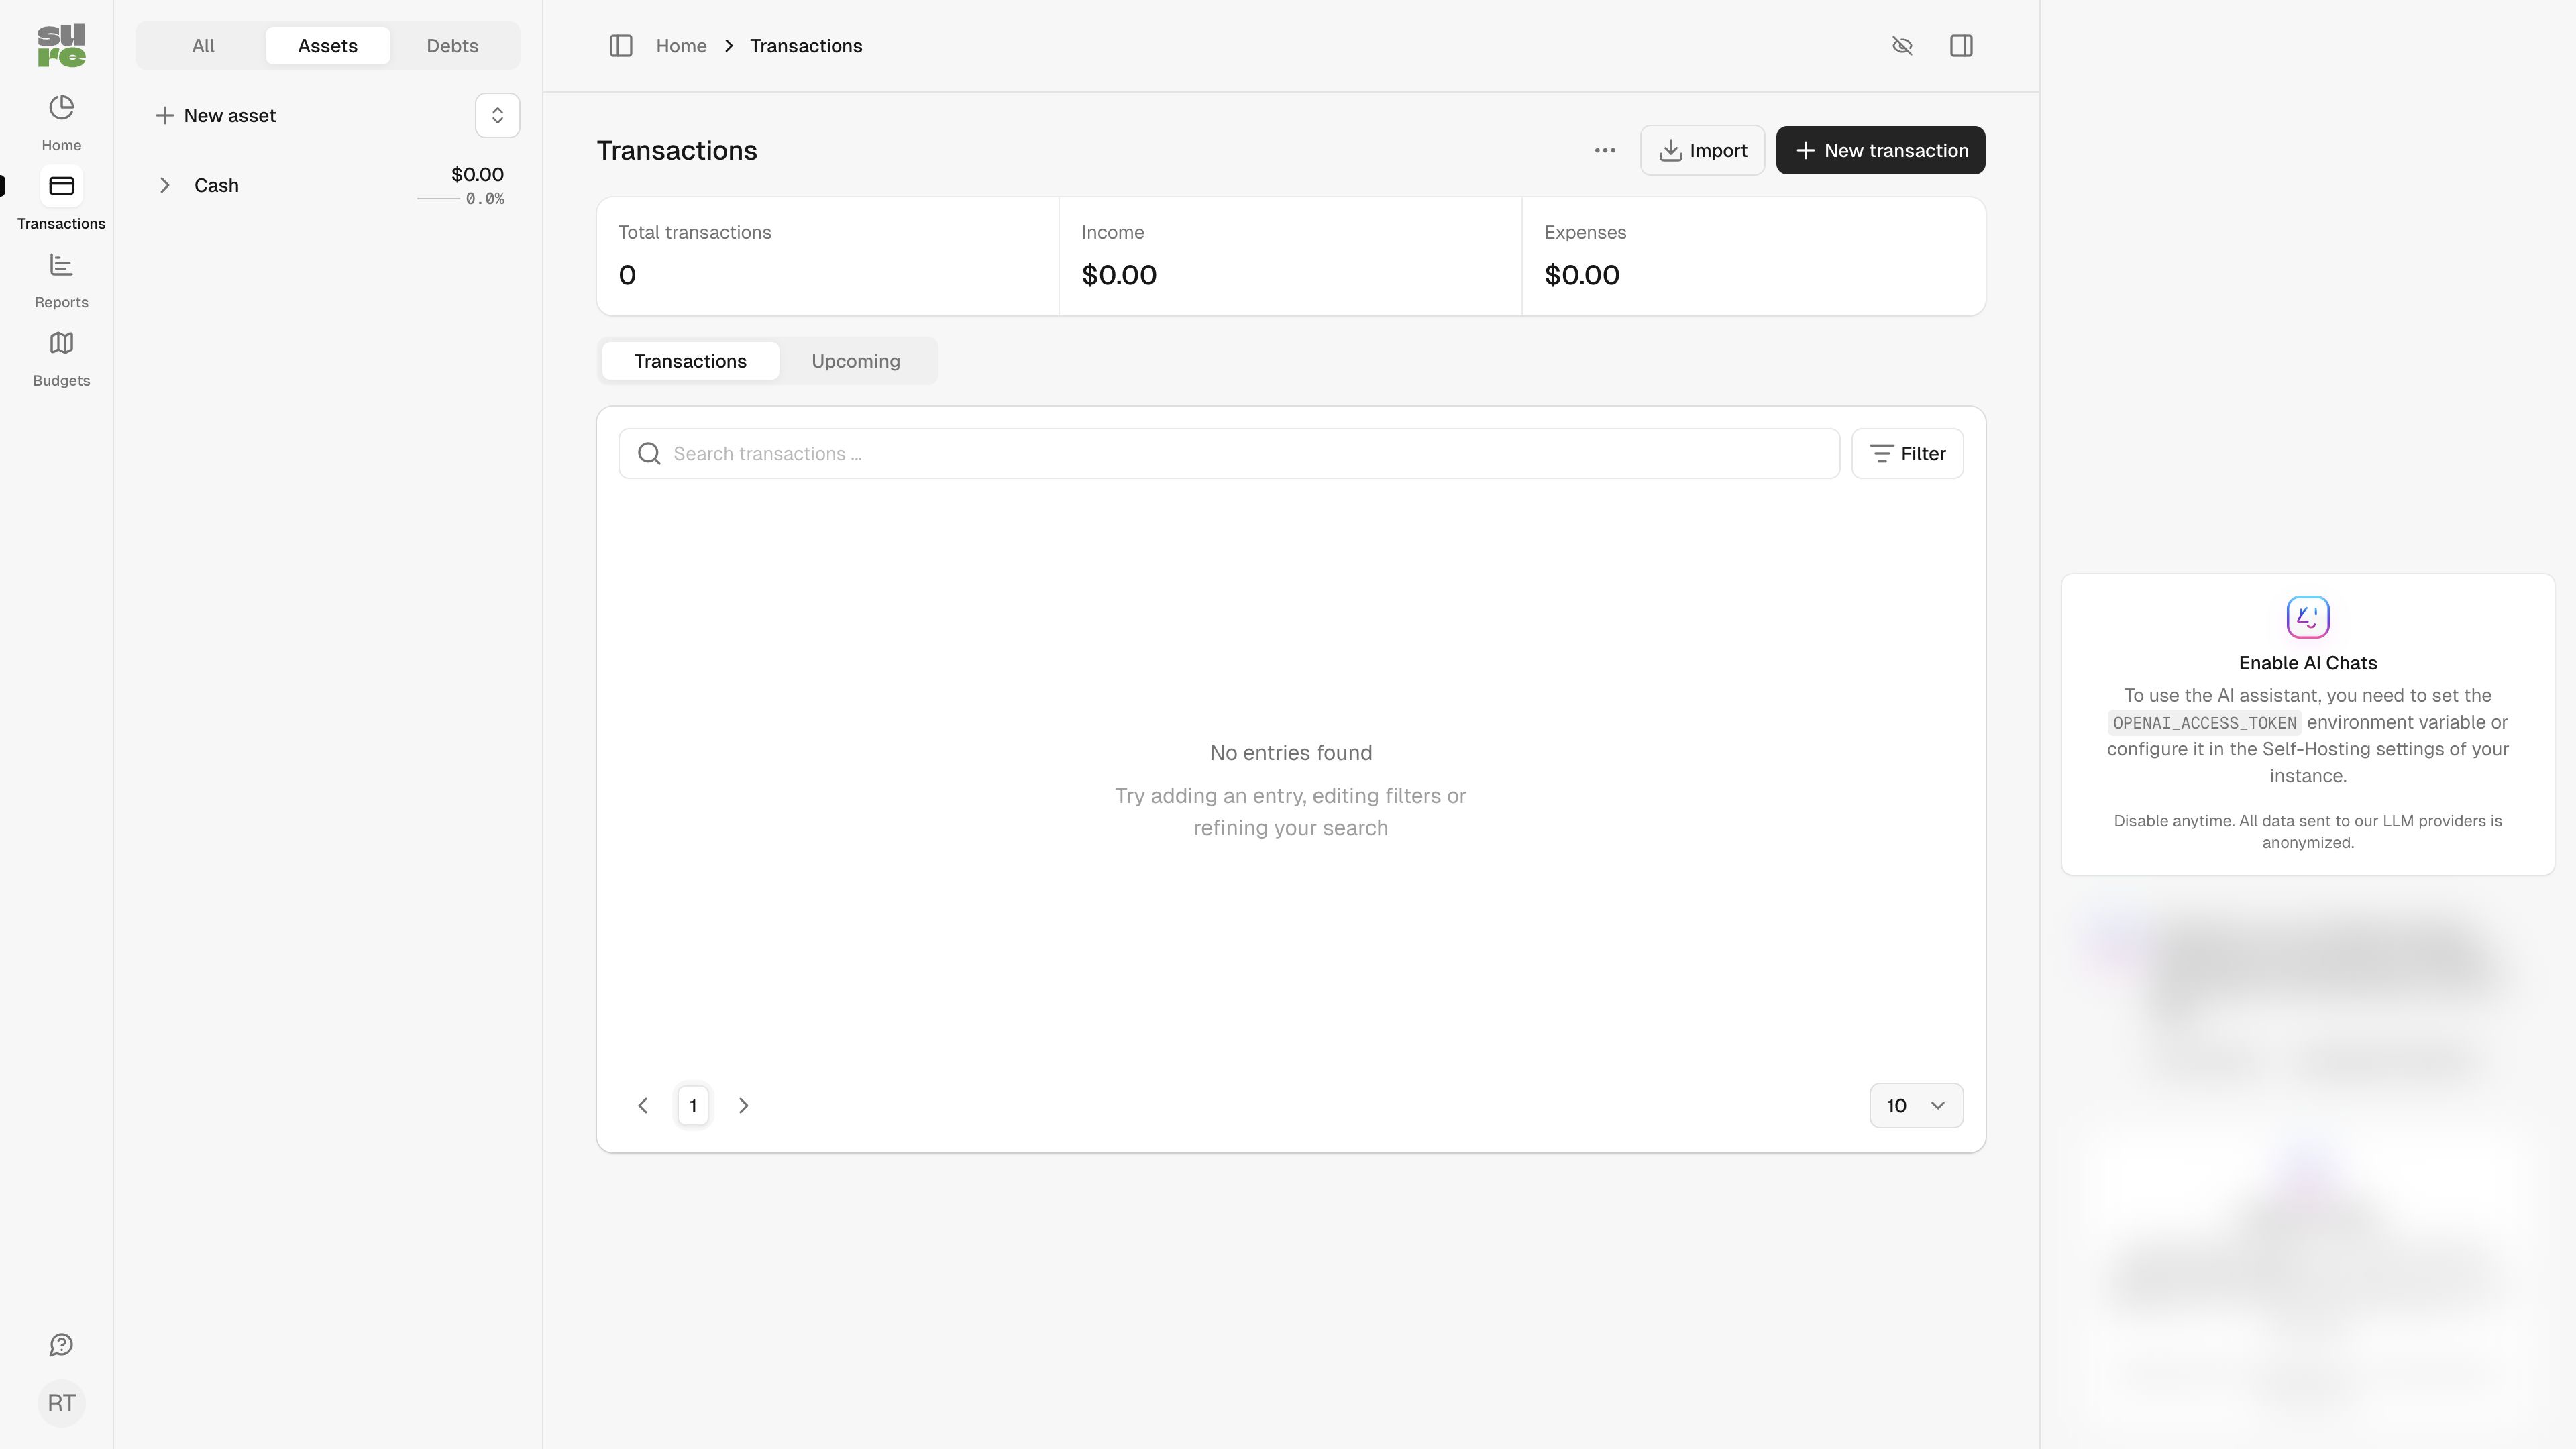 sure
Home
Transactions
Reports
Budgets
RT
All
Assets
Debts
New asset
Cash
$0.00
0.0%
Home
Transactions
Transactions
Import
New transaction
Total transactions
0
Income
$0.00
Expenses
$0.00
Transactions
Upcoming
Search transactions ...
Filter
No entries found
Try adding an entry, editing filters or
refining your search
1
10
Enable AI Chats
To use the AI assistant, you need to set the
OPENAI_ACCESS_TOKEN environment variable or
configure it in the Self-Hosting settings of your
instance.
Disable anytime. All data sent to our LLM providers is
anonymized.